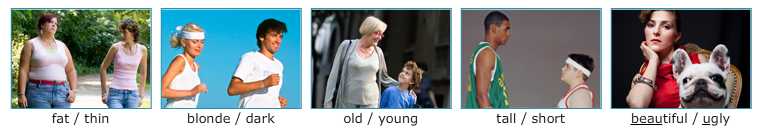 fat / thin
blonde / dark
old / young
tall / short
beautiful / ugly